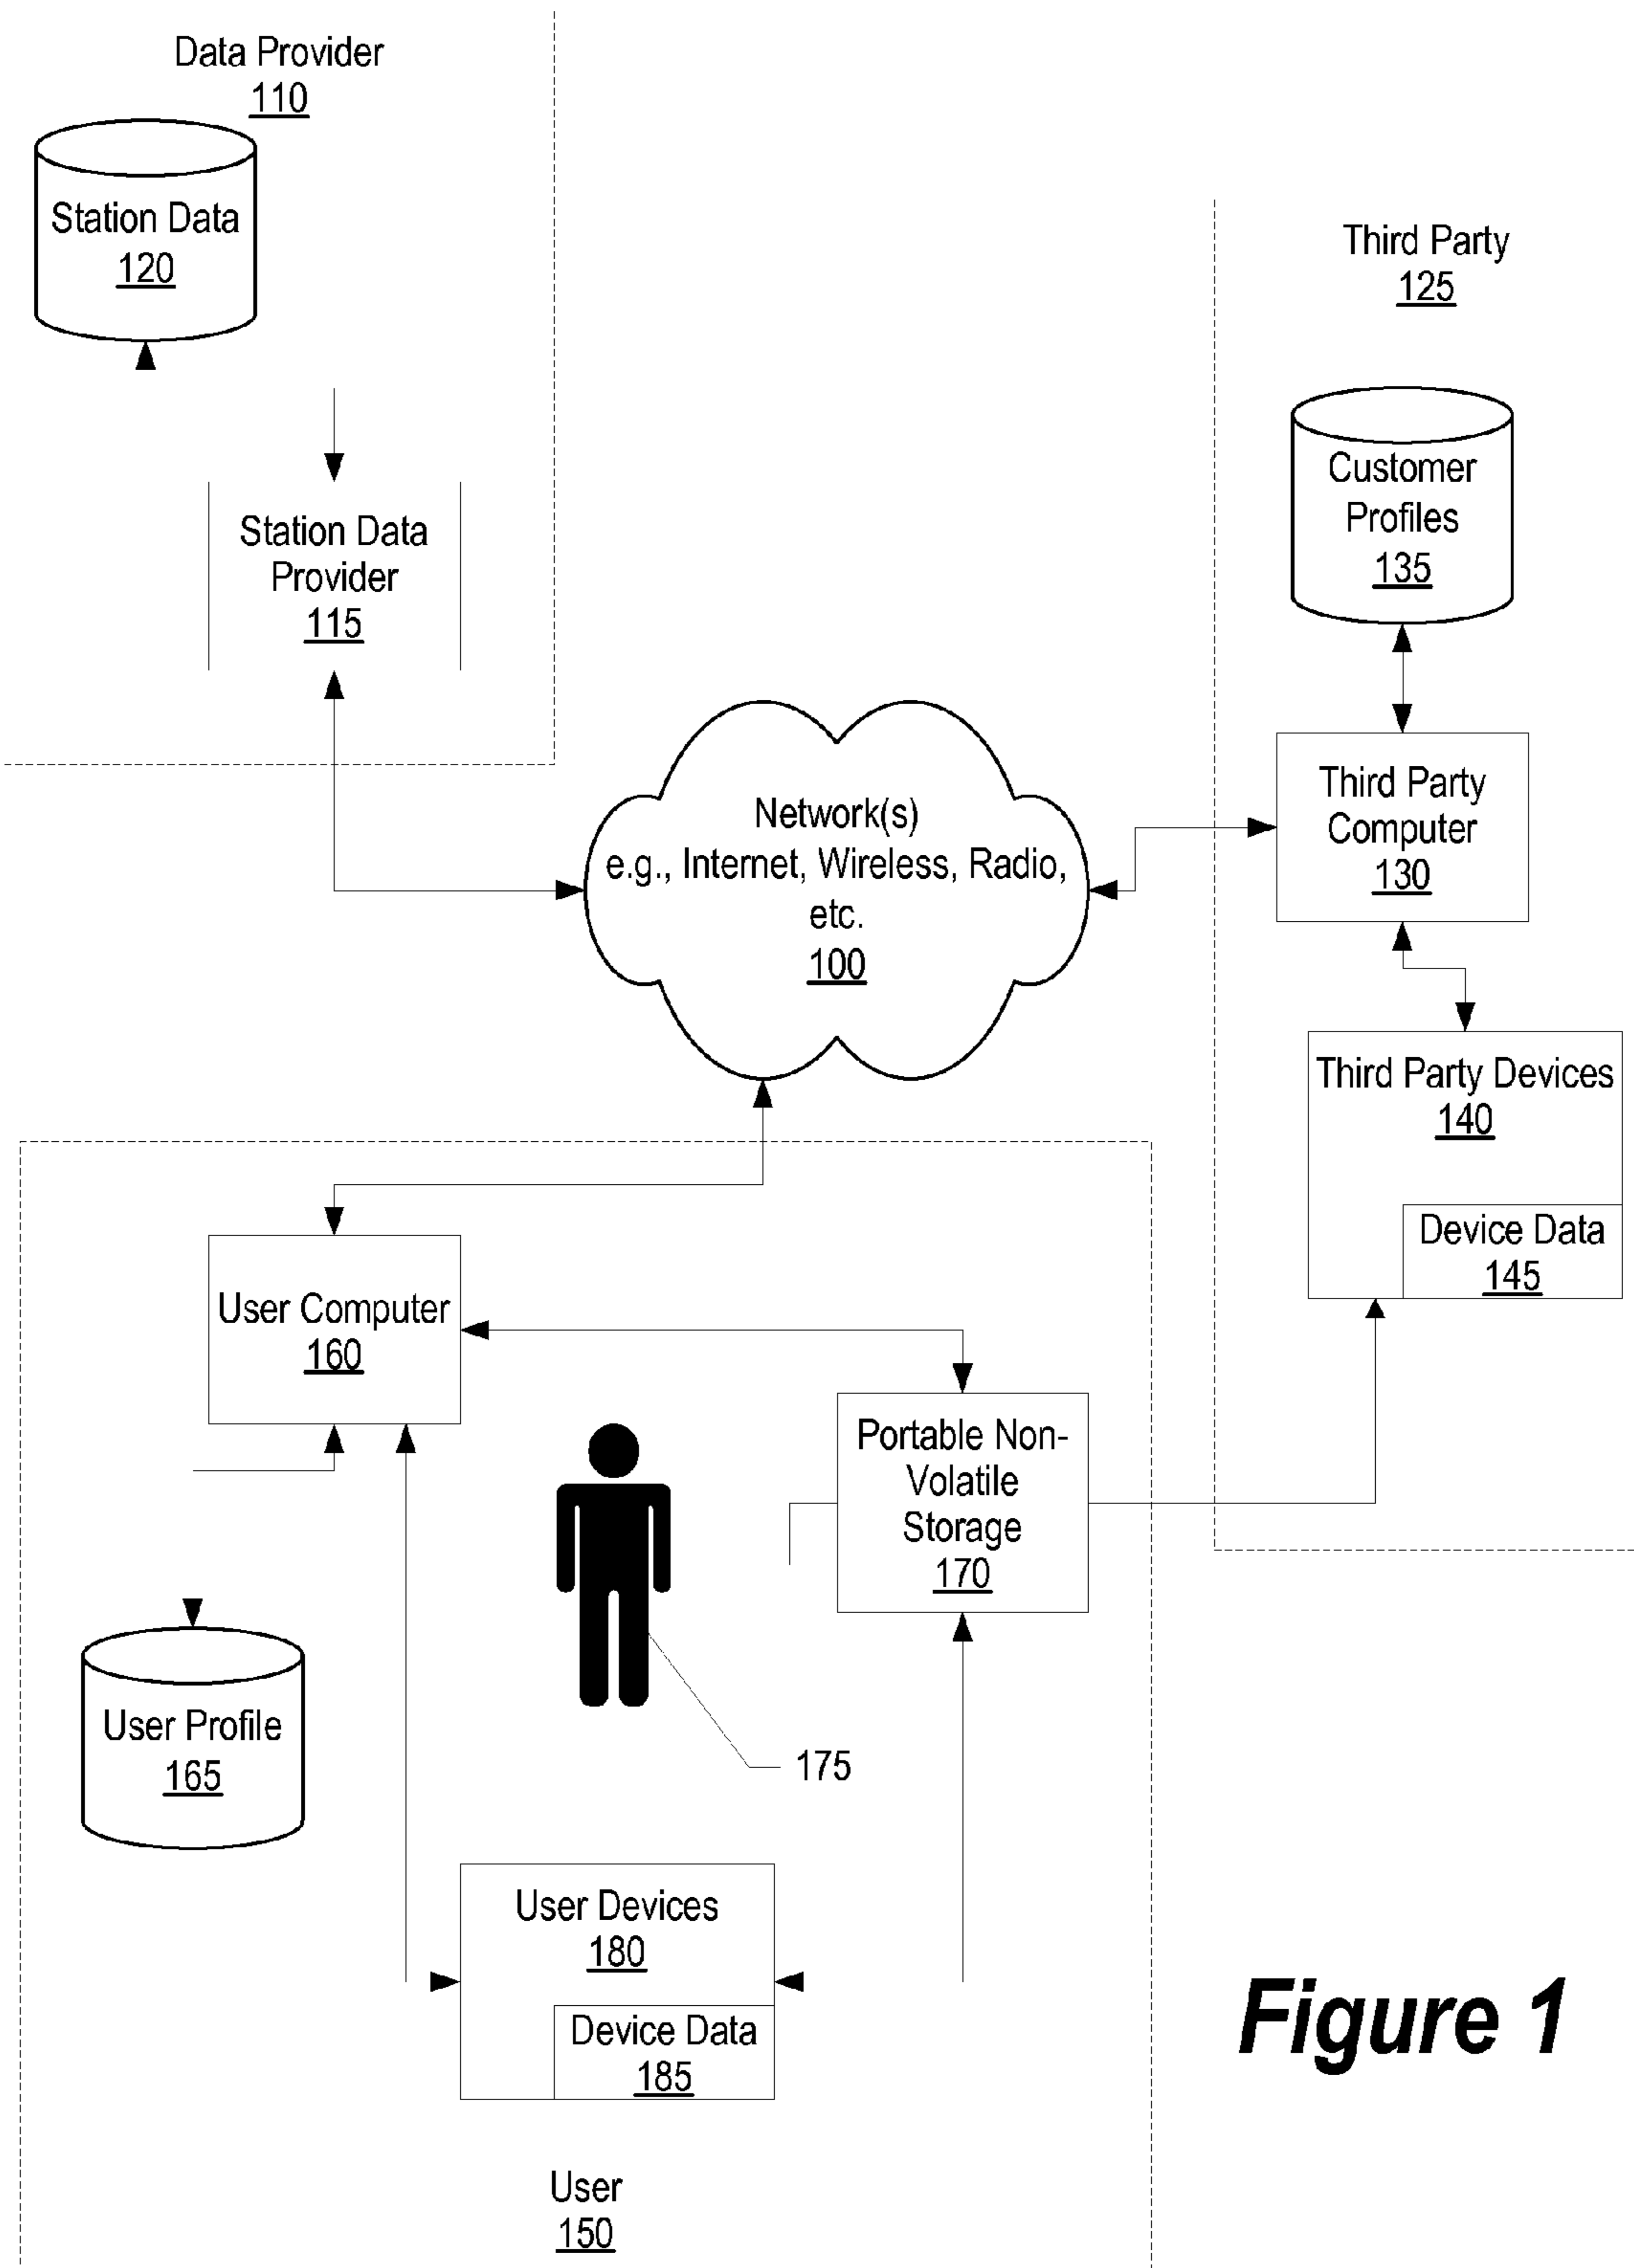 Data Provider
110
Station Data
120
Station Data
Provider
115
Third Party
125
Customer
Profiles
135
Third Party
Computer
130
Network(s)
e.g., Internet, Wireless, Radio,
etc.
100
Third Party Devices
140
Device Data
145
User Computer
160
Portable Non-
Volatile
Storage
170
User Profile
165
175
User Devices
180
Device Data
185
User
150
Figure 1